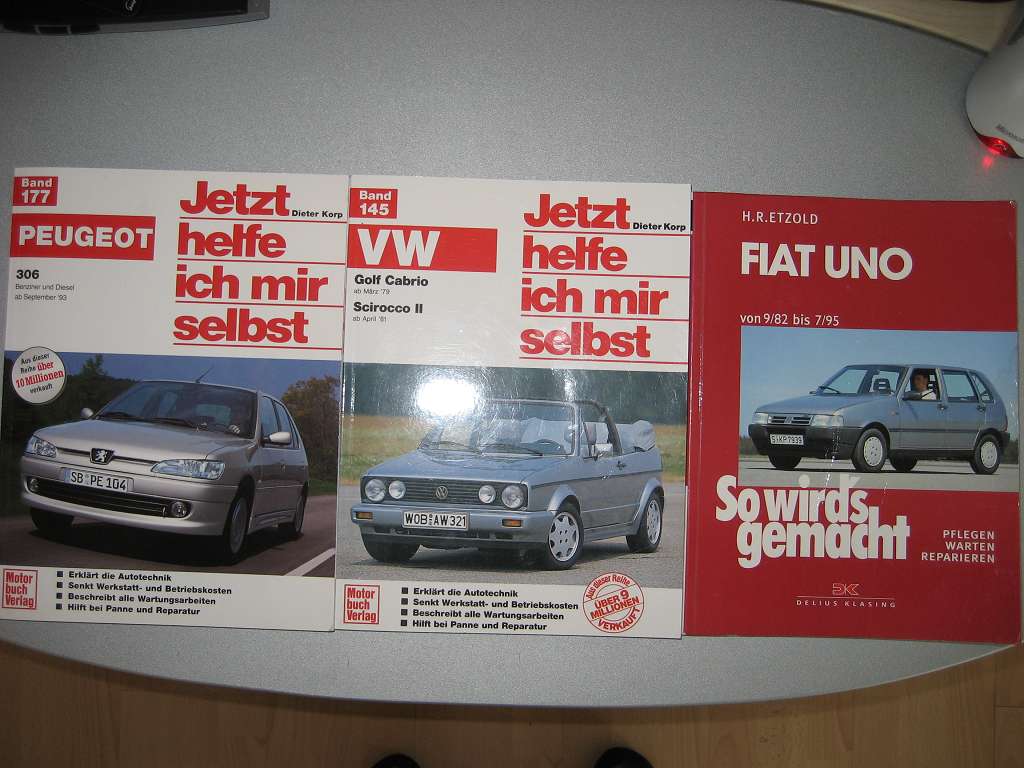 Band
177
PEUGEOT
306
Benziner und Diesel
ab September '93
Jetzt
Dieter Korp
helfe
ich mir
selbst
Aus dieser
Reihe über
10 Millionen
verkauft
SB PE 104
Motor
buch
Verlag
Erklärt die Autotechnik
Senkt Werkstatt- und Betriebskosten
Beschreibt alle Wartungsarbeiten
Hilft bei Panne und Reparatur
Band
145
VW
Golf Cabrio
ab März '79
Scirocco II
ab April '81
Jetzt
Dieter Korp
helfe
ich mir
selbst
WOB AW 321
Motor
buch
Verlag
Erklärt die Autotechnik
Senkt Werkstatt- und Betriebskosten
Beschreibt alle Wartungsarbeiten
Hilft bei Panne und Reparatur
Aus dieser Reihe
ÜBER 9
MILLIONEN
VERKAUFT
H.R.ETZOLD
FIAT UNO
von 9/82 bis 7/95
S KP 7939
So wird's
gemacht
PFLEGEN
WARTEN
REPARIEREN
DELIUS KLASING
Microsoft